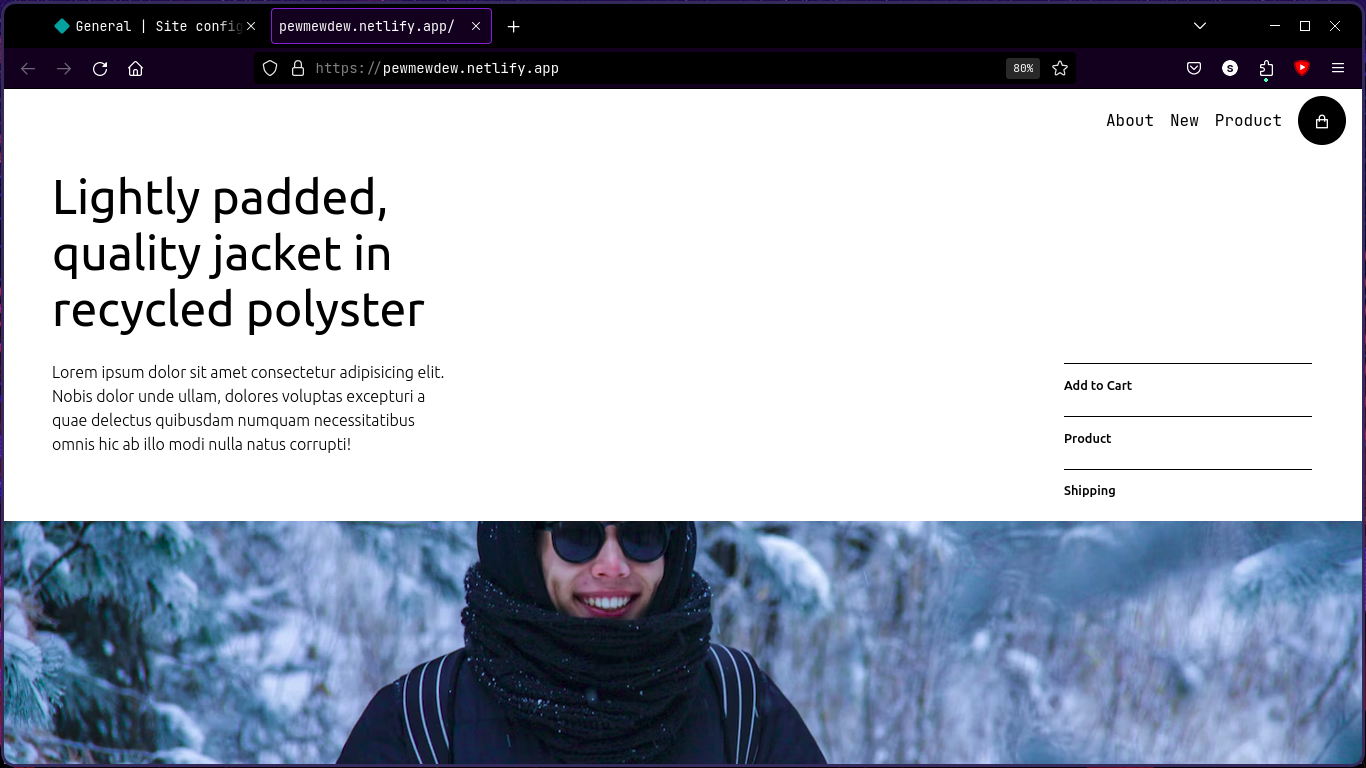 General | Site config
pewmewdew.netlify.app/
https://pewmewdew.netlify.app
80%
S
About New Product
Lightly padded,
quality jacket in
recycled polyster
Lorem ipsum dolor sit amet consectetur adipisicing elit.
Nobis dolor unde ullam, dolores voluptas excepturi a
quae delectus quibusdam numquam necessitatibus
omnis hic ab illo modi nulla natus corrupti!
Add to Cart
Product
Shipping